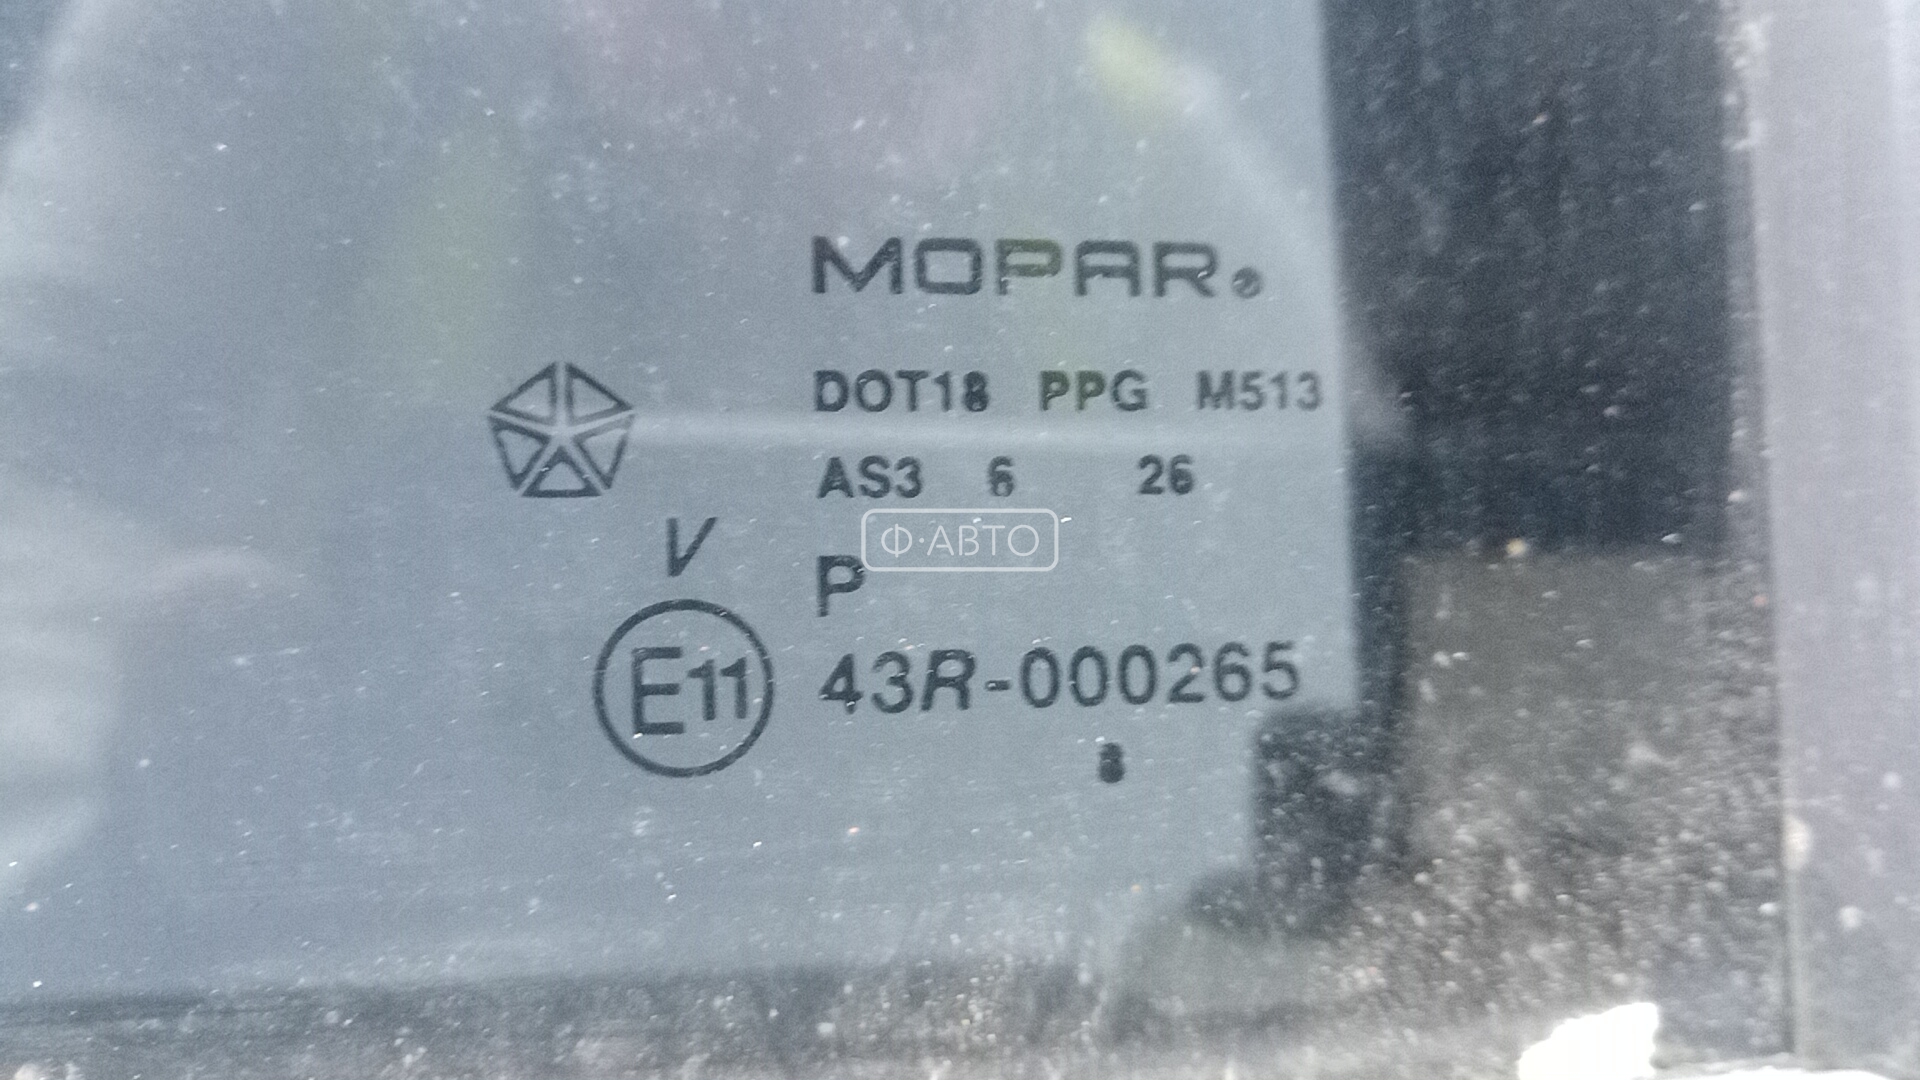 MOPAR®
DOT18 PPG M513
AS3 6 26
Ф·АВТО
V P
E11 43R-000265
8